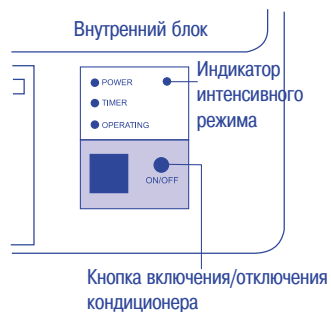 Внутренний блок
Индикатор
интенсивного
режима
POWER
TIMER
OPERATING
ON/OFF
Кнопка включения/отключения
кондиционера